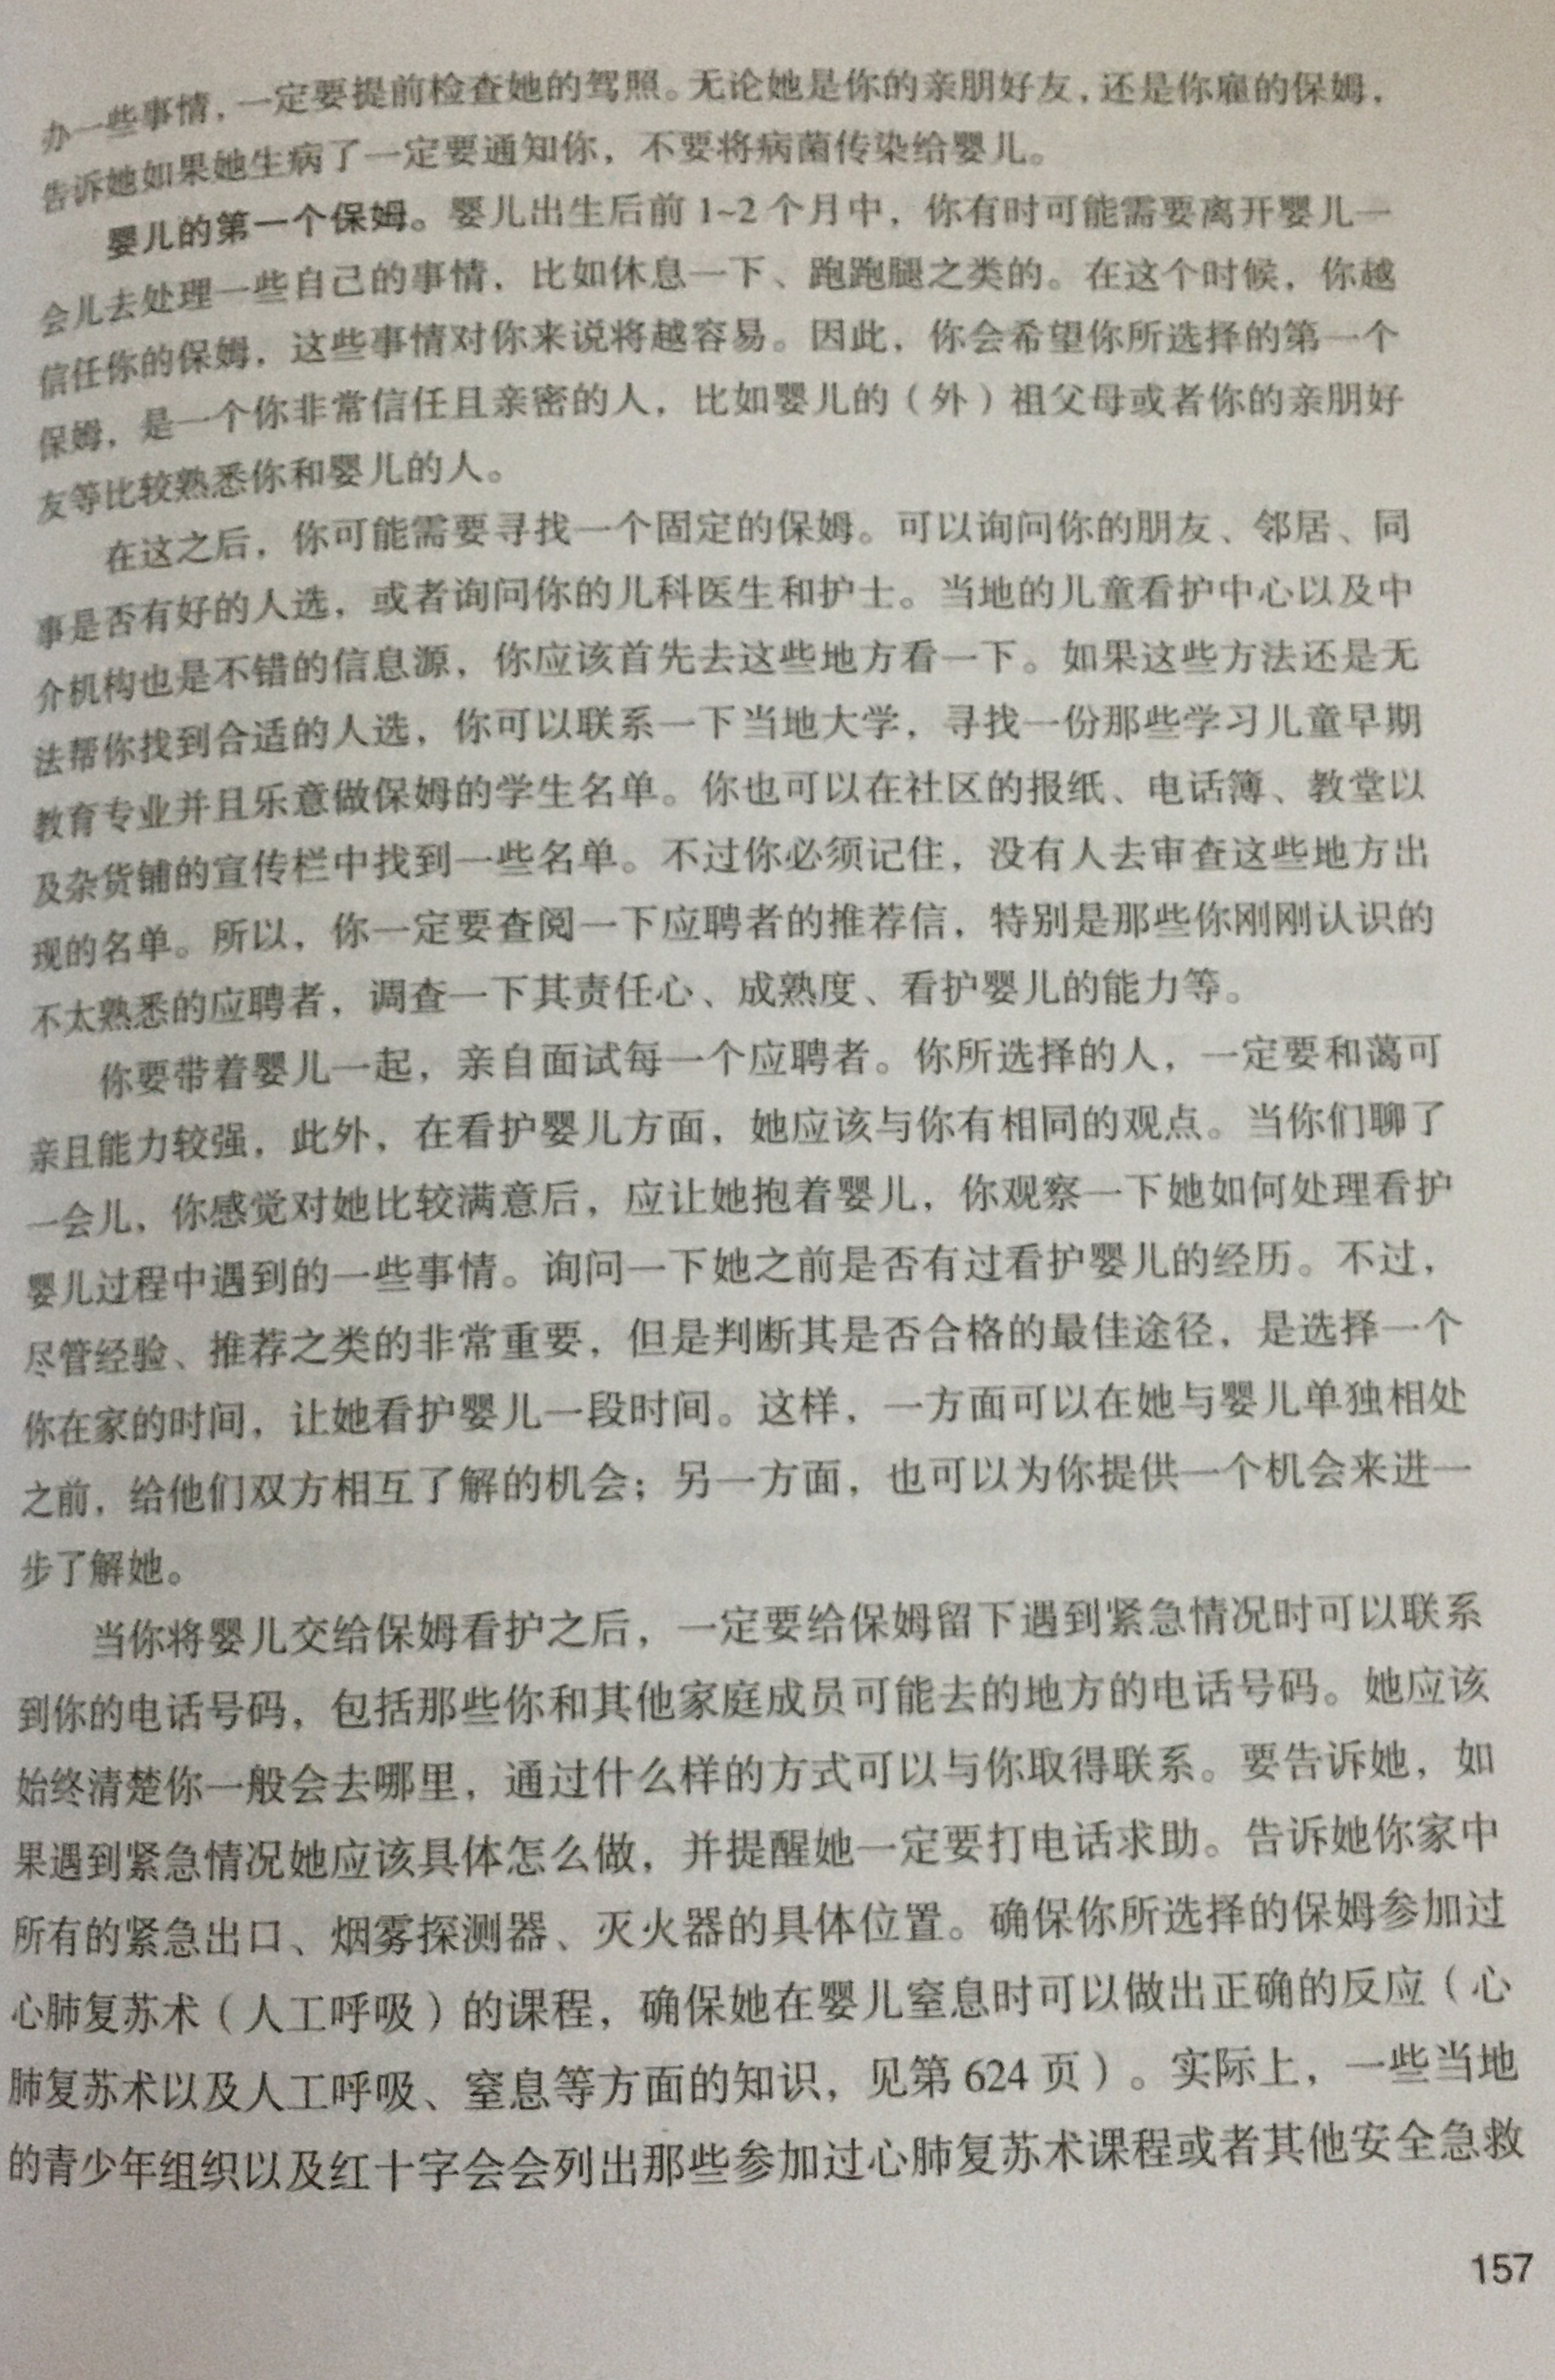 办一些事情，一定要提前检查她的驾照。无论她是你的亲朋好友，还是你雇的保姆，
告诉她如果她生病了一定要通知你，不要将病菌传染给婴儿。
婴儿的第一个保姆。婴儿出生后前1~2个月中，你有时可能需要离开婴儿一
会儿去处理一些自己的事情，比如休息一下、跑跑腿之类的。在这个时候，你越
信任你的保姆，这些事情对你来说将越容易。因此，你会希望你所选择的第一个
保姆，是一个你非常信任且亲密的人，比如婴儿的（外）祖父母或者你的亲朋好
友等比较熟悉你和婴儿的人。
在这之后，你可能需要寻找一个固定的保姆。可以询问你的朋友、邻居、同
事是否有好的人选，或者询问你的儿科医生和护士。当地的儿童看护中心以及中
介机构也是不错的信息源，你应该首先去这些地方看一下。如果这些方法还是无
法帮你找到合适的人选，你可以联系一下当地大学，寻找一份那些学习儿童早期
教育专业并且乐意做保姆的学生名单。你也可以在社区的报纸、电话簿、教堂以
及杂货铺的宣传栏中找到一些名单。不过你必须记住，没有人去审查这些地方出
现的名单。所以，你一定要查阅一下应聘者的推荐信，特别是那些你刚刚认识的
不太熟悉的应聘者，调查一下其责任心、成熟度、看护婴儿的能力等。
你要带着婴儿一起，亲自面试每一个应聘者。你所选择的人，一定要和蔼可
亲且能力较强，此外，在看护婴儿方面，她应该与你有相同的观点。当你们聊了
一会儿，你感觉对她比较满意后，应让她抱着婴儿，你观察一下她如何处理看护
婴儿过程中遇到的一些事情。询问一下她之前是否有过看护婴儿的经历。不过，
尽管经验、推荐之类的非常重要，但是判断其是否合格的最佳途径，是选择一个
你在家的时间，让她看护婴儿一段时间。这样，一方面可以在她与婴儿单独相处
之前，给他们双方相互了解的机会；另一方面，也可以为你提供一个机会来进一
步了解她。
当你将婴儿交给保姆看护之后，一定要给保姆留下遇到紧急情况时可以联系
到你的电话号码，包括那些你和其他家庭成员可能去的地方的电话号码。她应该
始终清楚你一般会去哪里，通过什么样的方式可以与你取得联系。要告诉她，如
果遇到紧急情况她应该具体怎么做，并提醒她一定要打电话求助。告诉她你家中
所有的紧急出口、烟雾探测器、灭火器的具体位置。确保你所选择的保姆参加过
心肺复苏术（人工呼吸）的课程，确保她在婴儿窒息时可以做出正确的反应（心
肺复苏术以及人工呼吸、窒息等方面的知识，见第624页）。实际上，一些当地
的青少年组织以及红十字会会列出那些参加过心肺复苏术课程或者其他安全急救
157